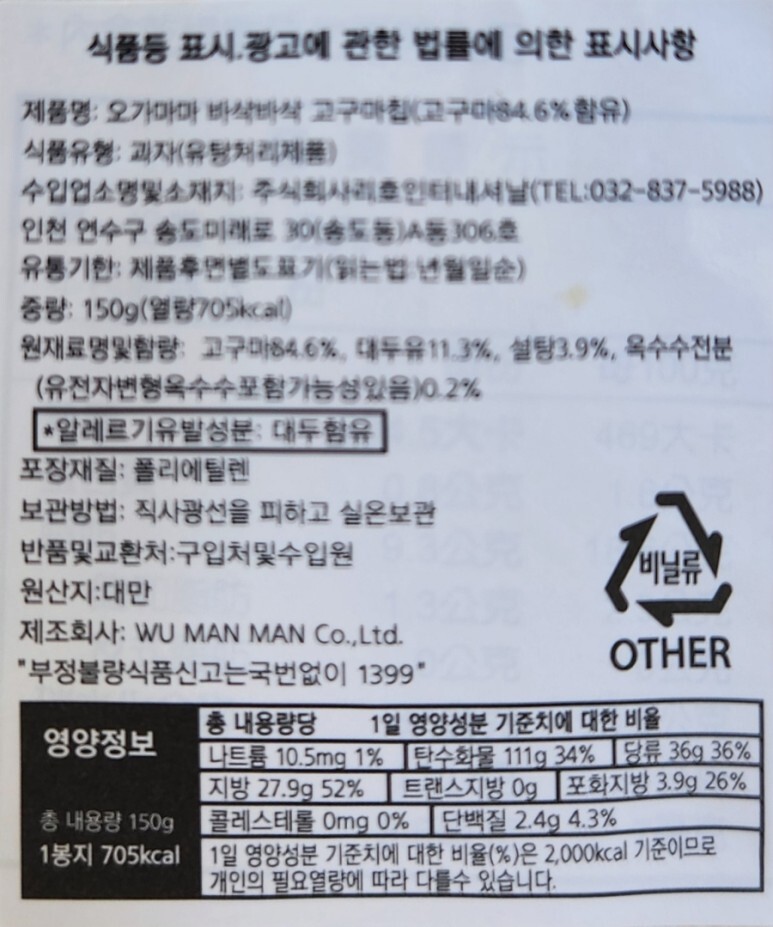 식품등 표시.광고에 관한 법률에 의한 표시사항
제품명: 오가마마 바삭바삭 고구마칩(고구마84.6%함유)
식품유형: 과자(유탕처리제품)
수입업소명및소재지: 주식회사리효인터내셔날(TEL:032-837-5988)
인천 연수구 송도미래로 30(송도동)A동306호
유통기한: 제품후면별도표기(읽는법:년월일순)
중량: 150g(열량705kcal)
원재료명및함량: 고구마84.6%, 대두유11.3%, 설탕3.9%, 옥수수전분
(유전자변형옥수수포함가능성있음)0.2%
*알레르기유발성분: 대두함유
포장재질: 폴리에틸렌
보관방법: 직사광선을 피하고 실온보관
반품및교환처:구입처및수입원
원산지:대만
제조회사: WU MAN MAN Co.,Ltd.
"부정불량식품신고는국번없이 1399"
비닐류
OTHER
영양정보
총 내용량 150g
1봉지 705kcal
총 내용량당 1일 영양성분 기준치에 대한 비율
나트륨 10.5mg 1% 탄수화물 111g 34% 당류 36g 36%
지방 27.9g 52% 트랜스지방 0g 포화지방 3.9g 26%
콜레스테롤 0mg 0% 단백질 2.4g 4.3%
1일 영양성분 기준치에 대한 비율(%)은 2,000kcal 기준이므로
개인의 필요열량에 따라 다를수 있습니다.